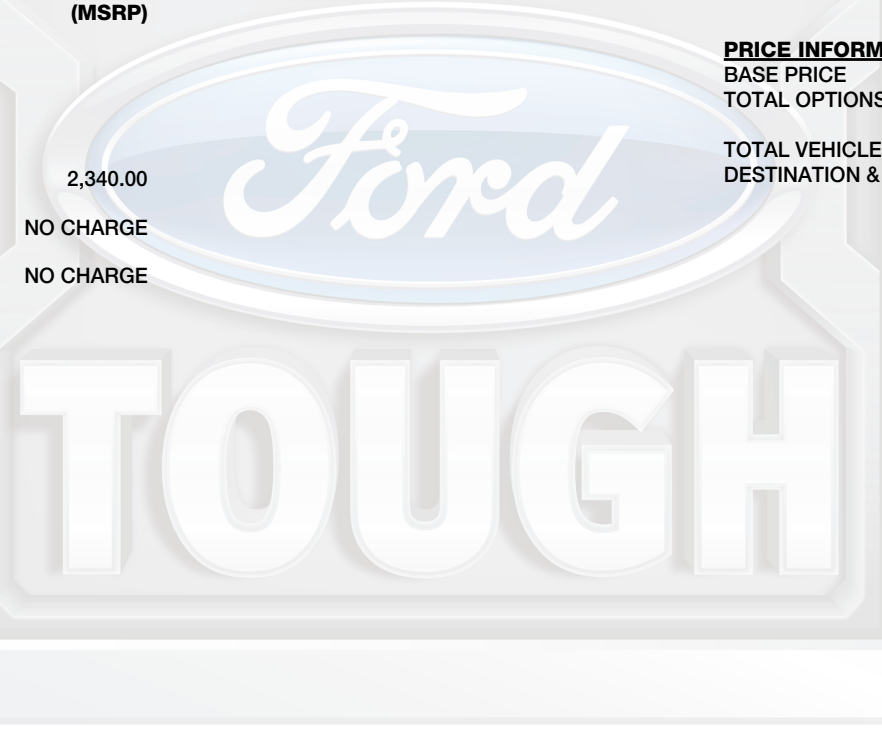 (MSRP)
2,340.00
NO CHARGE
NO CHARGE
PRICE INFORM
BASE PRICE
TOTAL OPTIONS
TOTAL VEHICLE
DESTINATION &
Ford
TOUGH